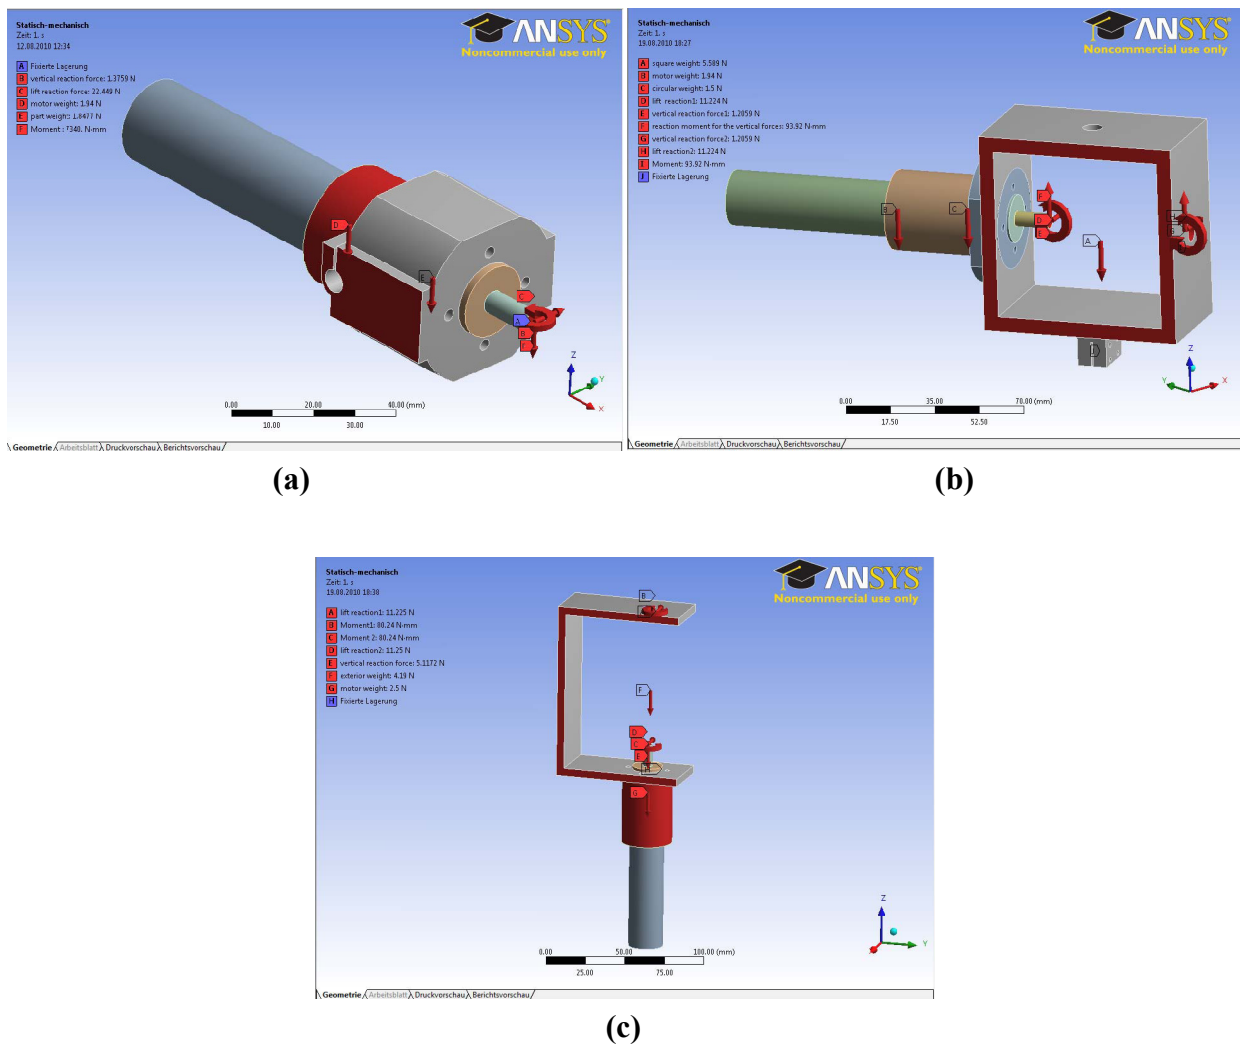 Statisch-mechanisch
Zeit: 1. s
12.08.2010 12:34
A Fixierte Lagerung
B vertical reaction force: 1.3759 N
C lift reaction force: 22.449 N
D motor weight: 1.94 N
E part weight: 1.8477 N
F Moment : 7340. N-mm
ANSYS
Noncommercial use only
D
E
C
A
B
F
Z
Y
X
0.00 20.00 40.00 (mm)
10.00 30.00
Geometrie Arbeitsblatt Druckvorschau Berichtsvorschau
(a)
Statisch-mechanisch
Zeit: 1. s
19.08.2010 18:27
A square weight: 5.589 N
B motor weight: 1.94 N
C circular weight: 1.5 N
D lift reaction1: 11.224 N
E vertical reaction force1: 1.2059 N
F reaction moment for the vertical forces: 93.92 N-mm
G vertical reaction force2: 1.2059 N
H lift reaction2: 11.224 N
I Moment: 93.92 N-mm
J Fixierte Lagerung
ANSYS
Noncommercial use only
B
C
F
D
E
A
H
Z
Y
X
0.00 35.00 70.00 (mm)
17.50 52.50
Geometrie Arbeitsblatt Druckvorschau Berichtsvorschau
(b)
Statisch-mechanisch
Zeit: 1. s
19.08.2010 18:38
A lift reaction1: 11.225 N
B Moment1: 80.24 N-mm
C Moment 2: 80.24 N-mm
D lift reaction2: 11.25 N
E vertical reaction force: 5.1172 N
F exterior weight: 4.19 N
G motor weight: 2.5 N
H Fixierte Lagerung
ANSYS
Noncommercial use only
B
F
D
C
E
H
G
Z
Y
0.00 50.00 100.00 (mm)
25.00 75.00
Geometrie Arbeitsblatt Druckvorschau Berichtsvorschau
(c)